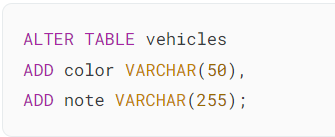 ALTER TABLE vehicles
ADD color VARCHAR(50),
ADD note VARCHAR(255);